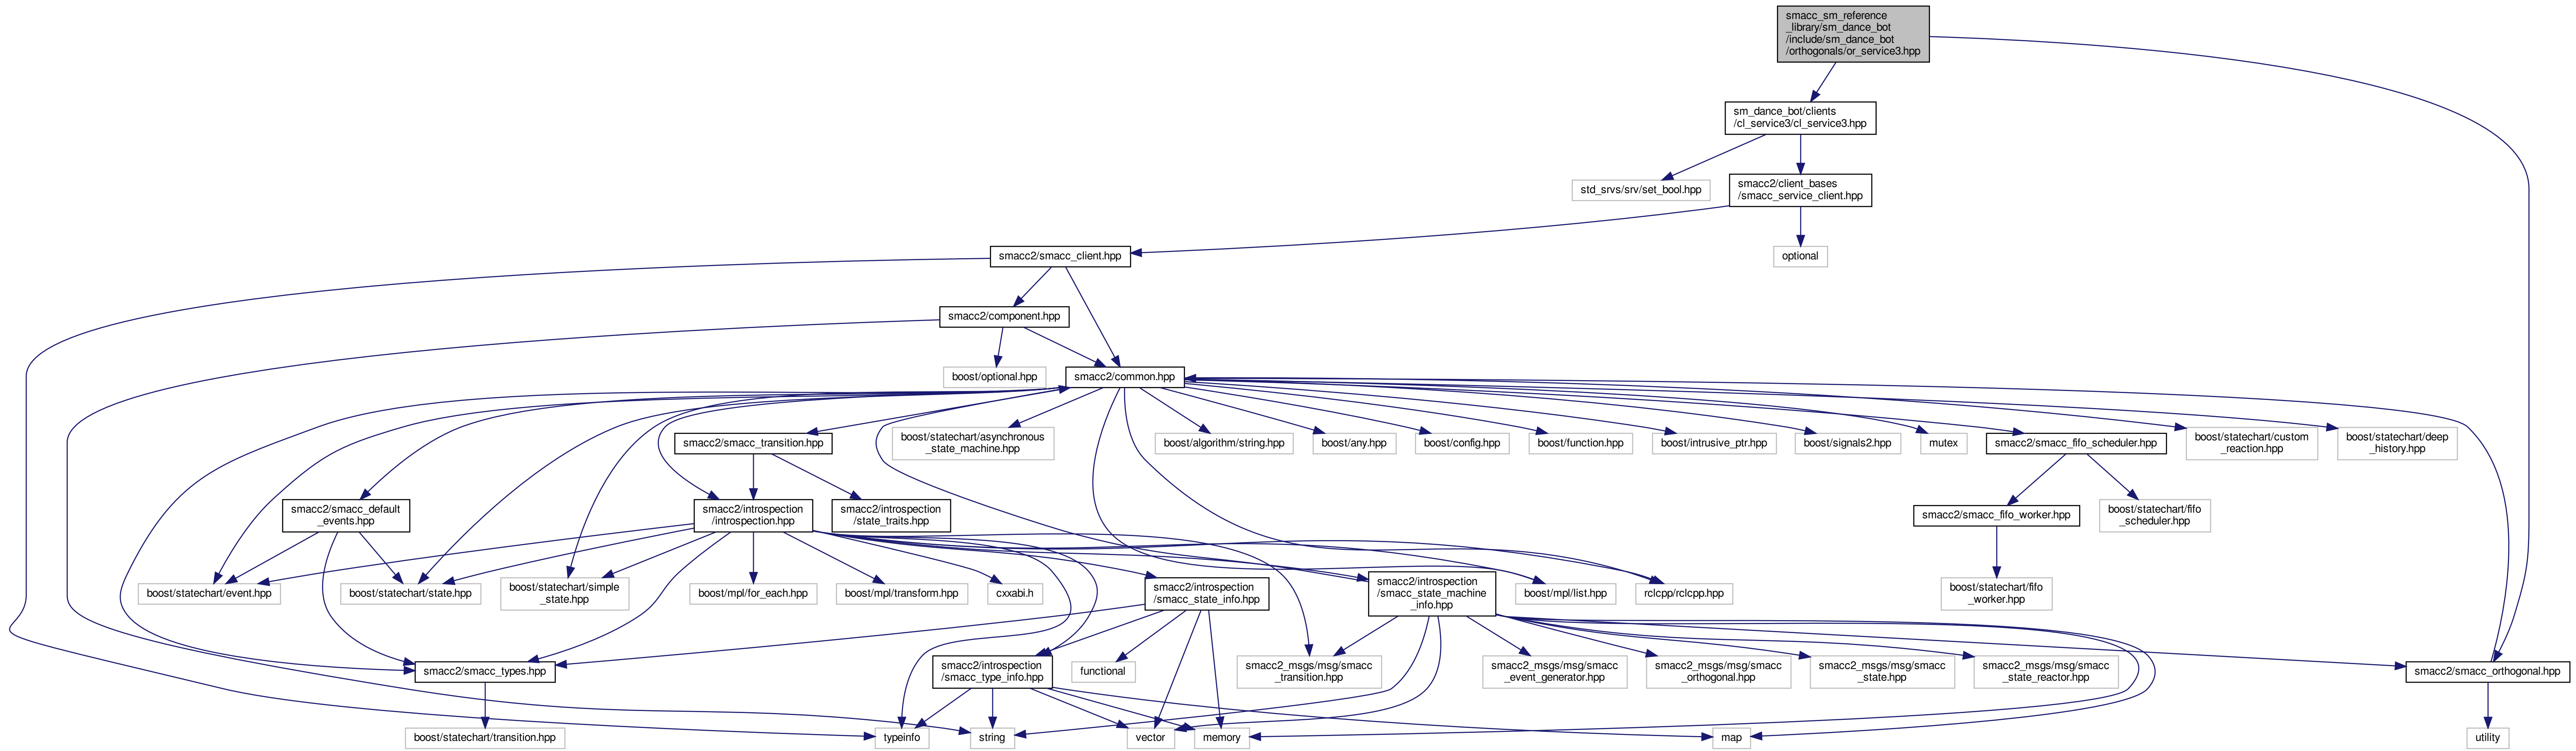 smacc_sm_reference
_library/sm_dance_bot
/include/sm_dance_bot
/orthogonals/or_service3.hpp
sm_dance_bot/clients
/cl_service3/cl_service3.hpp
std_srvs/srv/set_bool.hpp
smacc2/client_bases
/smacc_service_client.hpp
smacc2/smacc_client.hpp
optional
smacc2/component.hpp
boost/optional.hpp
smacc2/common.hpp
smacc2/smacc_transition.hpp
boost/statechart/asynchronous
_state_machine.hpp
boost/algorithm/string.hpp
boost/any.hpp
boost/config.hpp
boost/function.hpp
boost/intrusive_ptr.hpp
boost/signals2.hpp
mutex
smacc2/smacc_fifo_scheduler.hpp
boost/statechart/custom
_reaction.hpp
boost/statechart/deep
_history.hpp
smacc2/smacc_default
_events.hpp
smacc2/introspection
/introspection.hpp
smacc2/introspection
/state_traits.hpp
smacc2/smacc_fifo_worker.hpp
boost/statechart/fifo
_scheduler.hpp
boost/statechart/event.hpp
boost/statechart/state.hpp
boost/statechart/simple
_state.hpp
boost/mpl/for_each.hpp
boost/mpl/transform.hpp
cxxabi.h
smacc2/introspection
/smacc_state_info.hpp
smacc2/introspection
/smacc_state_machine
_info.hpp
boost/mpl/list.hpp
rclcpp/rclcpp.hpp
boost/statechart/fifo
_worker.hpp
smacc2/smacc_types.hpp
smacc2/introspection
/smacc_type_info.hpp
functional
smacc2_msgs/msg/smacc
_transition.hpp
smacc2_msgs/msg/smacc
_event_generator.hpp
smacc2_msgs/msg/smacc
_orthogonal.hpp
smacc2_msgs/msg/smacc
_state.hpp
smacc2_msgs/msg/smacc
_state_reactor.hpp
smacc2/smacc_orthogonal.hpp
boost/statechart/transition.hpp
typeinfo
string
vector
memory
map
utility